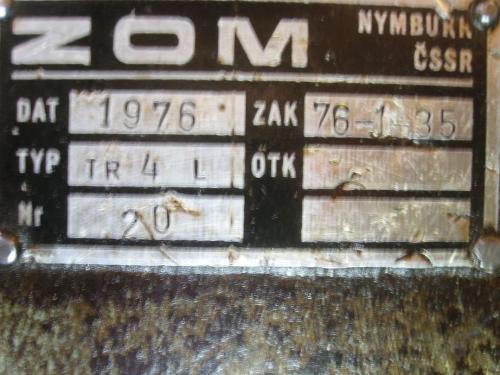 ZOM NYMBURK
ČSSR
DAT 1976 ZAK 76-1-35
TYP TR 4 L OTK
Nr 20